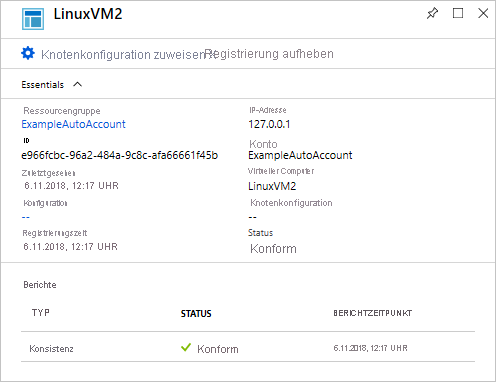 LinuxVM2
Knotenkonfiguration zuweisen Registrierung aufheben
Essentials
Ressourcengruppe
ExampleAutoAccount
ID
e966fcbc-96a2-484a-9c8c-afa66661f45b
Zuletzt gesehen
6.11.2018, 12:17 UHR
Konfiguration
--
Registrierungszeit
6.11.2018, 12:17 UHR
IP-Adresse
127.0.0.1
Konto
ExampleAutoAccount
Virtueller Computer
LinuxVM2
Knotenkonfiguration
--
Status
Konform
Berichte
TYP STATUS BERICHTZEITPUNKT
Konsistenz Konform 6.11.2018, 12:17 UHR